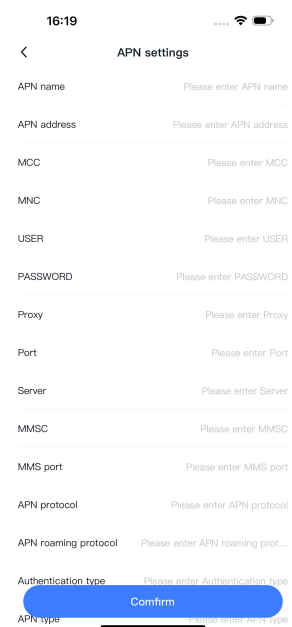 16:19
APN settings
APN name Please enter APN name
APN address Please enter APN address
MCC Please enter MCC
MNC Please enter MNC
USER Please enter USER
PASSWORD Please enter PASSWORD
Proxy Please enter Proxy
Port Please enter Port
Server Please enter Server
MMSC Please enter MMSC
MMS port Please enter MMS port
APN protocol Please enter APN protocol
APN roaming protocol Please enter APN roaming prot...
Authentication type Please enter Authentication type
Comfirm
APN type Please enter APN type